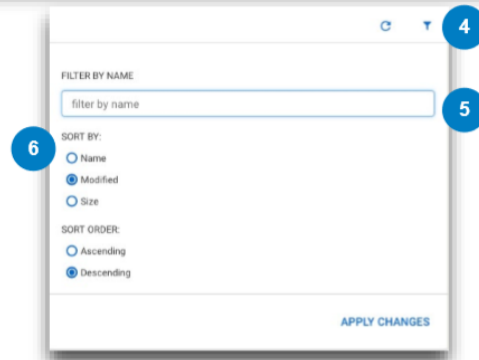 4
FILTER BY NAME
filter by name
5
6
SORT BY:
Name
Modified
Size
SORT ORDER:
Ascending
Descending
APPLY CHANGES